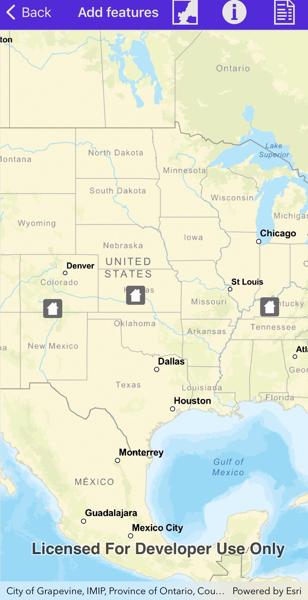 Back
Add features
ton
Ontario
Lake
Superior
North Dakota
Minnesota
South Dakota
Wisconsin
Michigan
Wyoming
Iowa
Chicago
Nebraska
Denver
UNITED
STATES
Colorado
St Louis
Missouri
Tennessee
Oklahoma
Arkansas
New Mexico
Dallas
Atl
Geor
Texas
Louisiana
Florida
Houston
Monterrey
Gulf of
Mexico
MÉXICO
Guadalajara
Mexico City
Licensed For Developer Use Only
City of Grapevine, IMIP, Province of Ontario, Cou... Powered by Esri